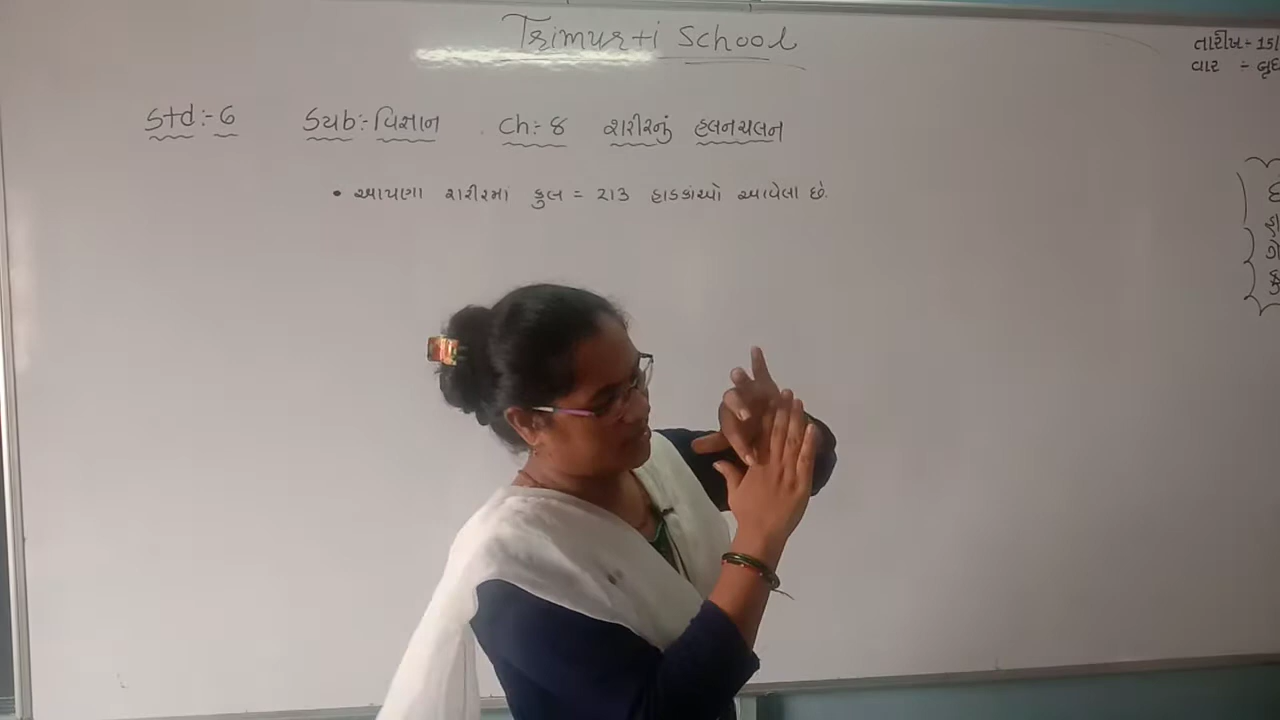 Trimurti School
તારીખ:- 15/
વાર :-
Std:- 6 Sub:- વિજ્ઞાન Ch:- 8 શરીરનું હલનચલન
• આપણા શરીરમાં કુલ = 213 હાડકાંઓ આવેલા છે.